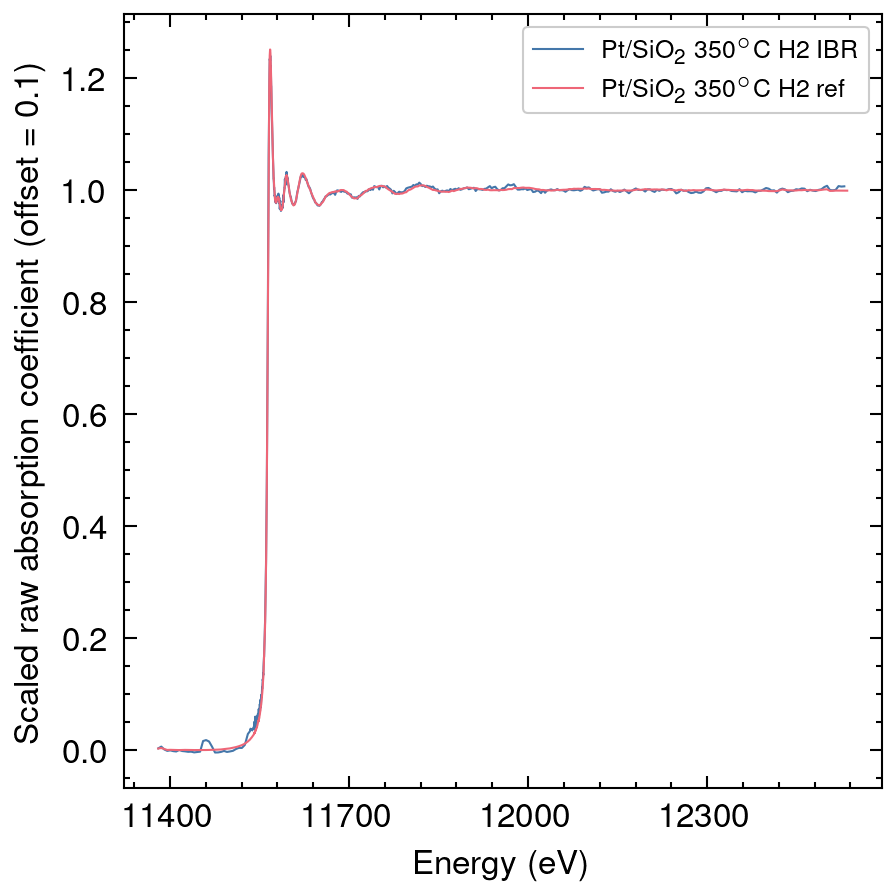 Pt/SiO₂ 350°C H2 IBR
Pt/SiO₂ 350°C H2 ref
Scaled raw absorption coefficient (offset = 0.1)
1.2
1.0
0.8
0.6
0.4
0.2
0.0
11400 11700 12000 12300
Energy (eV)